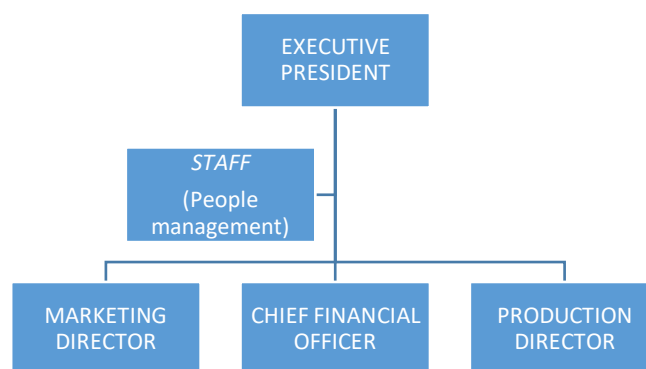 EXECUTIVE
PRESIDENT
STAFF
(People
management)
MARKETING
DIRECTOR
CHIEF FINANCIAL
OFFICER
PRODUCTION
DIRECTOR